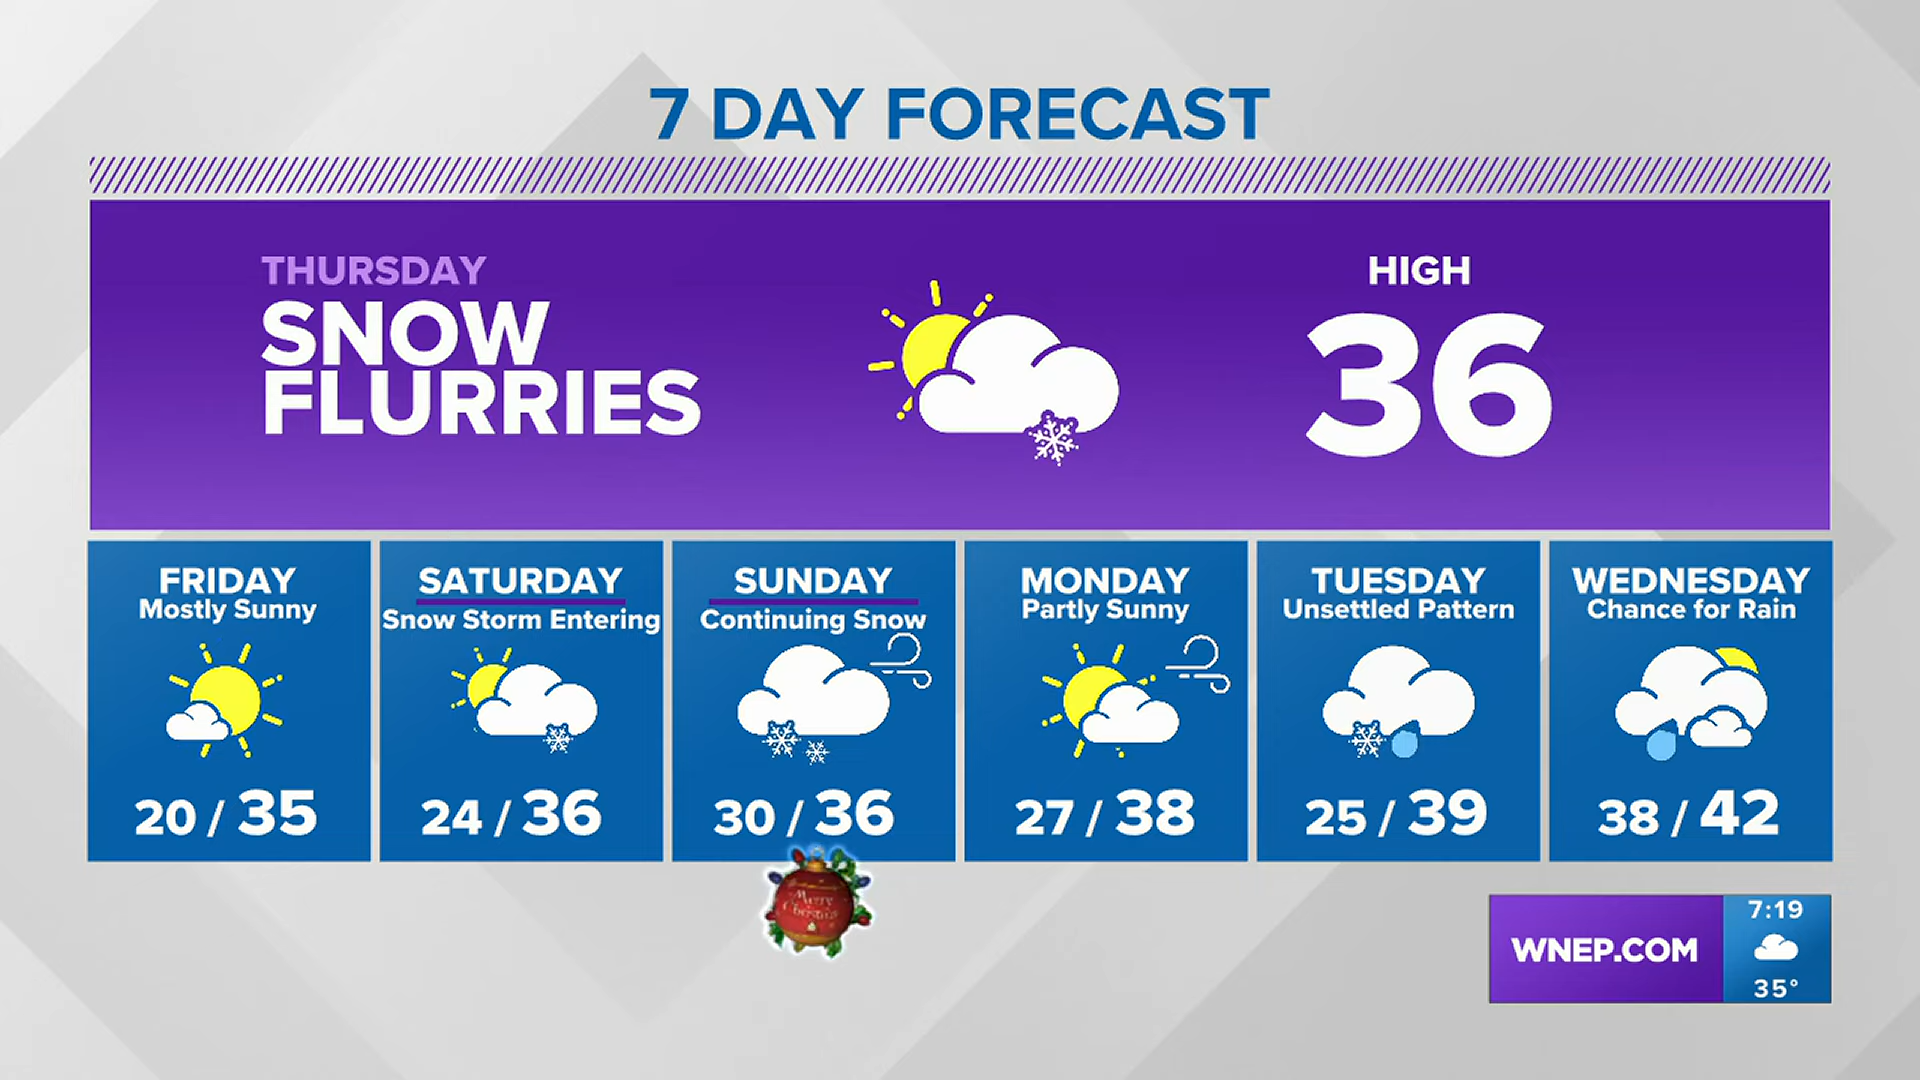 7 DAY FORECAST
THURSDAY
SNOW
FLURRIES
HIGH
36
FRIDAY
Mostly Sunny
20 / 35
SATURDAY
Snow Storm Entering
24 / 36
SUNDAY
Continuing Snow
30 / 36
MONDAY
Partly Sunny
27 / 38
TUESDAY
Unsettled Pattern
25 / 39
WEDNESDAY
Chance for Rain
38 / 42
Merry
Christmas
WNEP.COM
7:19
35°